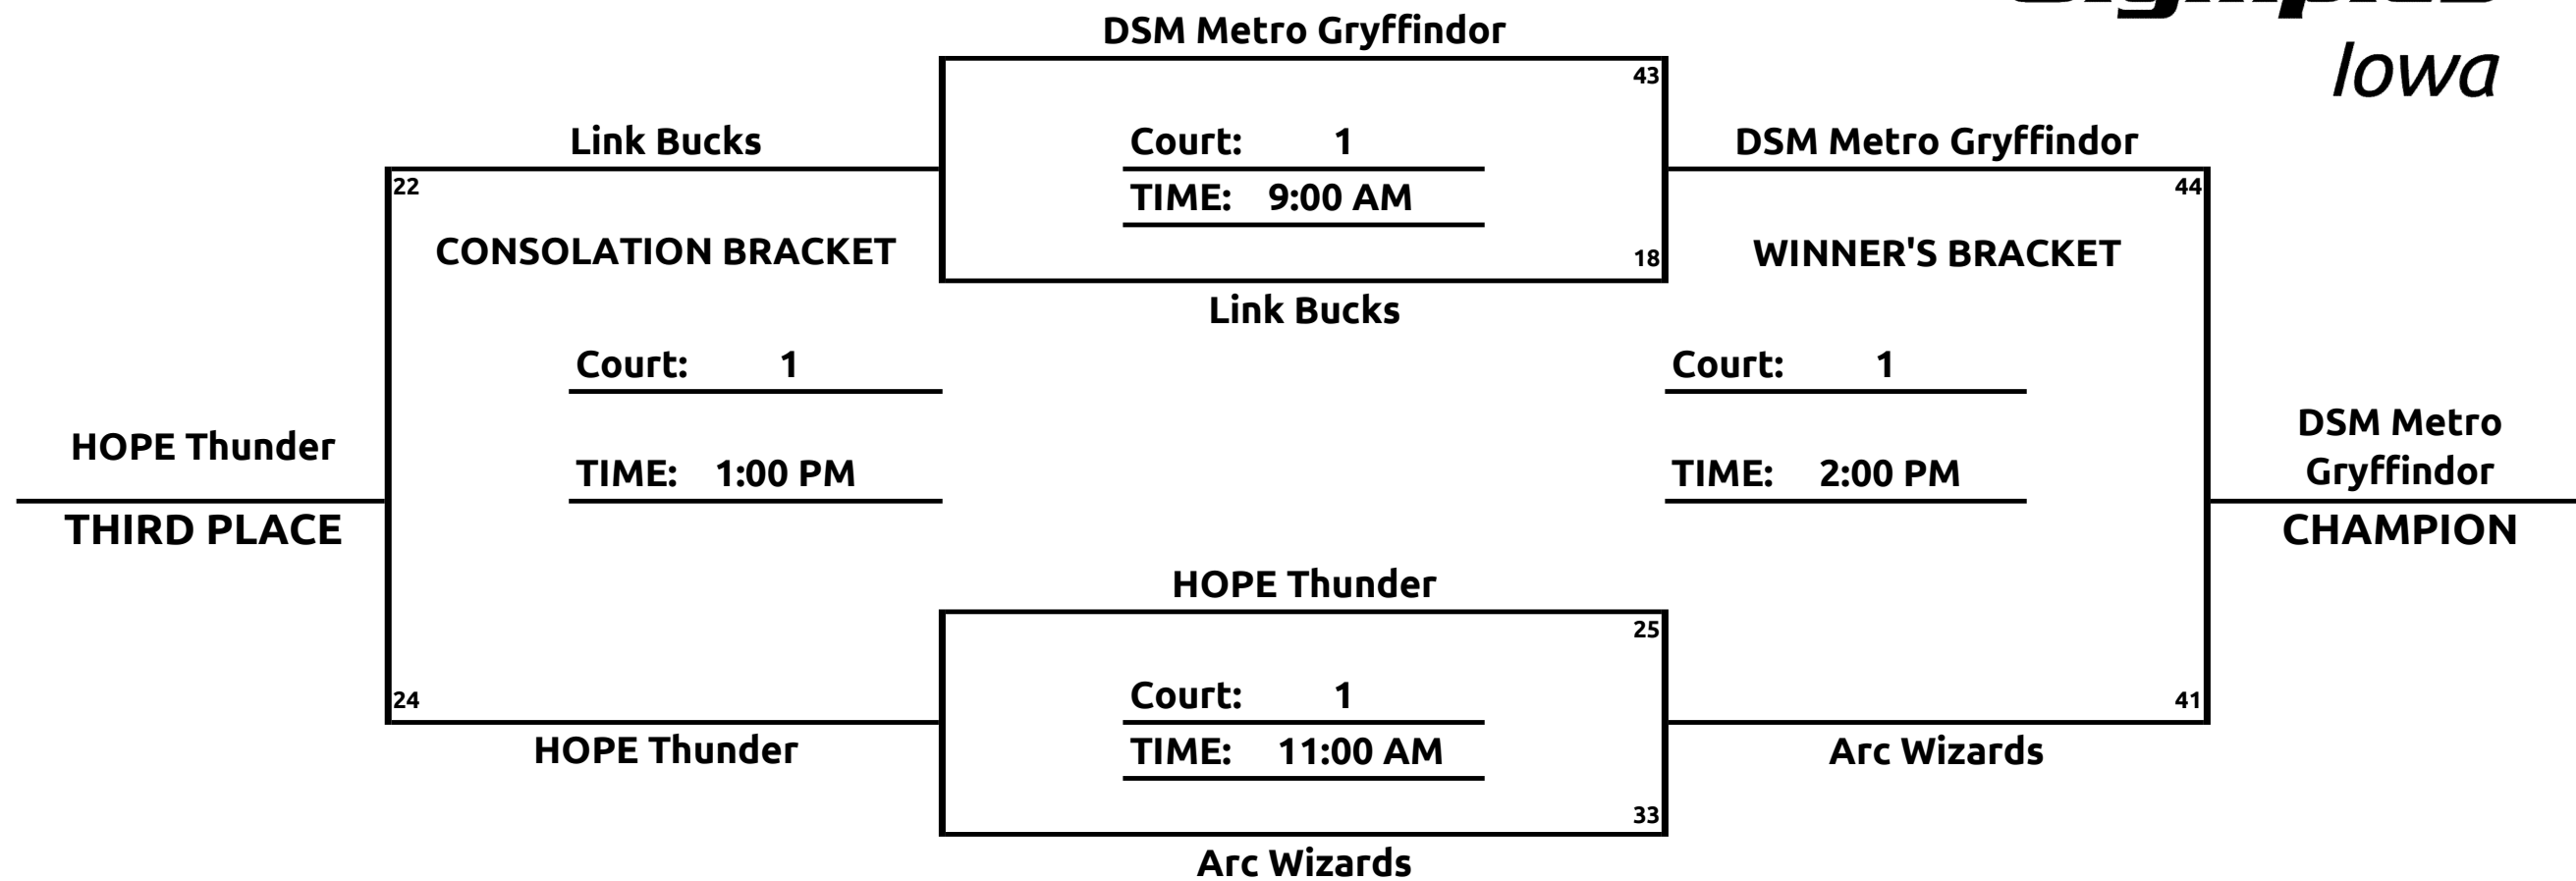 DSM Metro Gryffindor
Iowa
43
Link Bucks
Court: 1
DSM Metro Gryffindor
22
TIME: 9:00 AM
44
CONSOLATION BRACKET
18
WINNER'S BRACKET
Link Bucks
Court: 1
Court: 1
HOPE Thunder
DSM Metro
Gryffindor
TIME: 1:00 PM
TIME: 2:00 PM
THIRD PLACE
CHAMPION
HOPE Thunder
25
24
Court: 1
41
HOPE Thunder
TIME: 11:00 AM
Arc Wizards
33
Arc Wizards